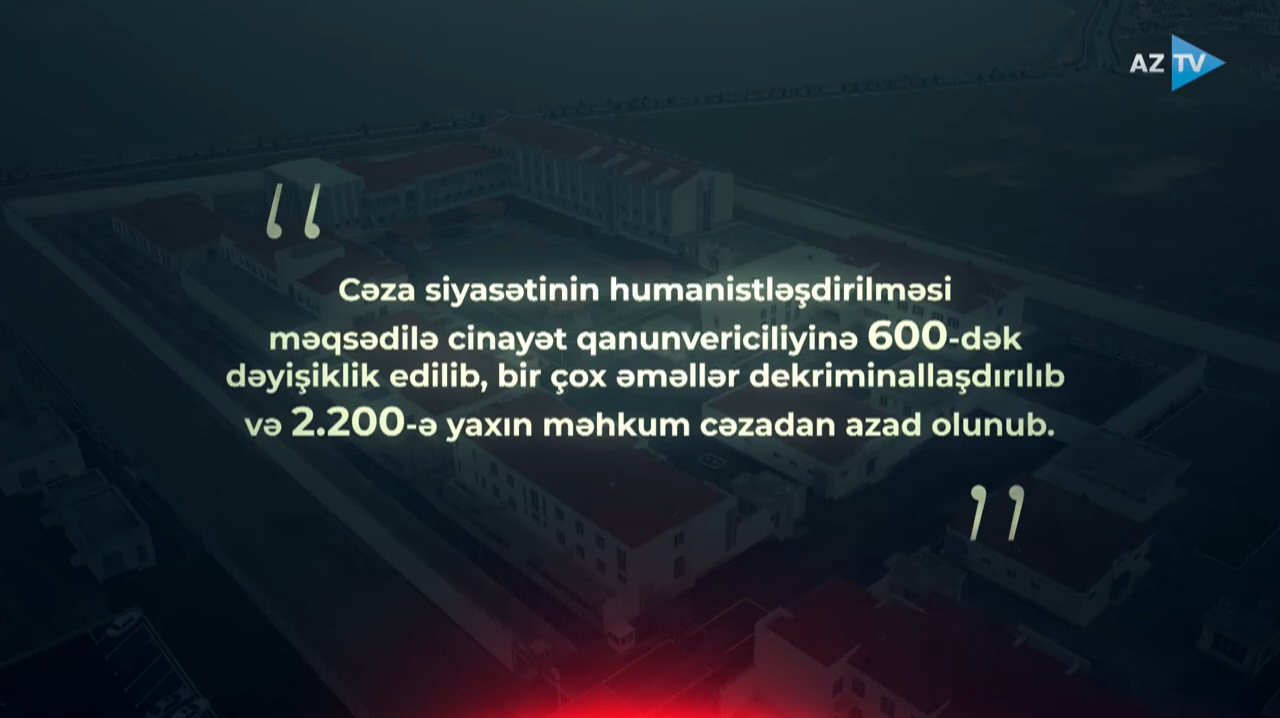 AZ TV
“
Cəza siyasətinin humanistləşdirilməsi
məqsədilə cinayət qanunvericiliyinə 600-dək
dəyişiklik edilib, bir çox əməllər dekriminallaşdırılıb
və 2.200-ə yaxın məhkum cəzadan azad olunub.
”